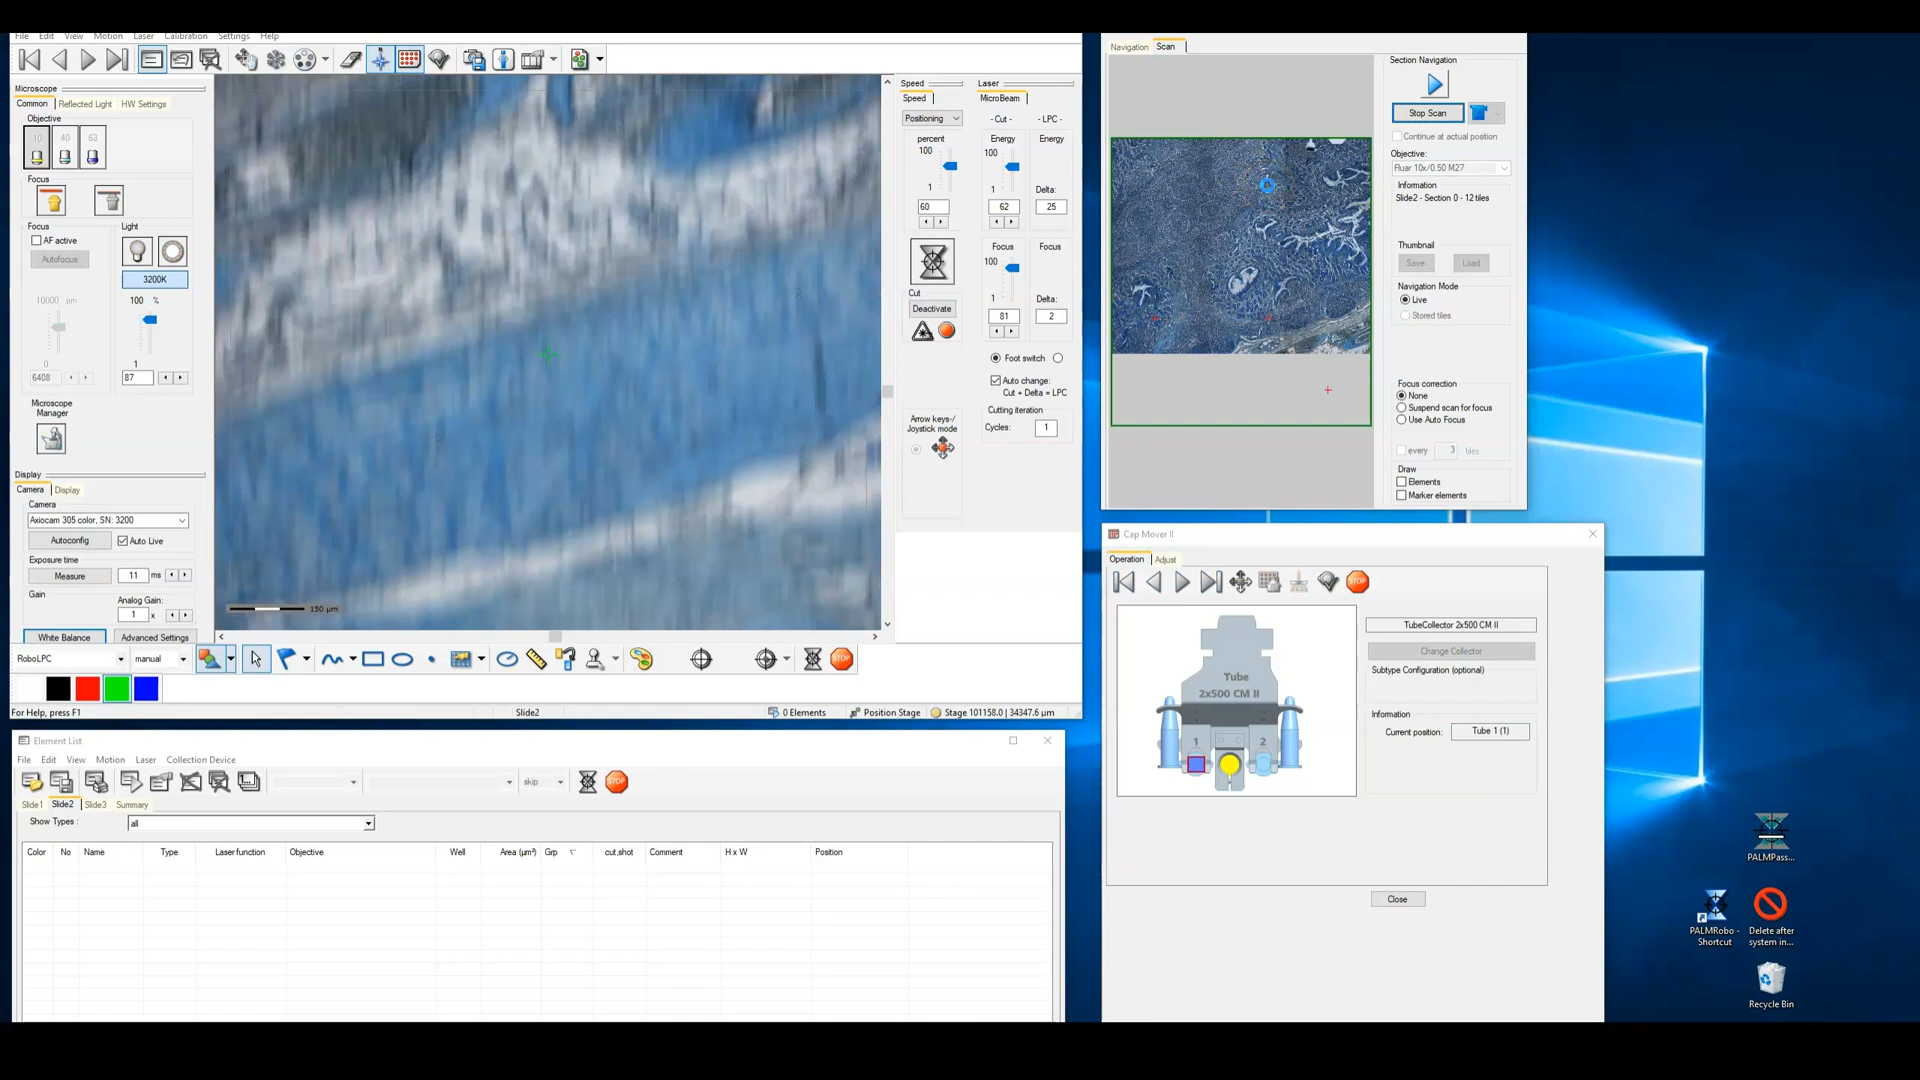 File Edit View Motion Laser Calibration Settings Help
Microscope
Common Reflected Light HW Settings
Objective
10 40 63
Focus
Focus Light
AF active
Autofocus
3200K
10000 µm 100 %
0 1
6408 87
Microscope
Manager
Display
Camera Display
Camera
Axiocam 305 color, SN: 3200
Autoconfig Auto Live
Exposure time
Measure 11 ms
Gain Analog Gain:
1 x
White Balance Advanced Settings
150 µm
Speed
Speed
Positioning
percent
100
1
60
Cut
Deactivate
Arrow keys-/
Joystick mode
Laser
MicroBeam
- Cut - - LPC -
Energy Energy
100
1 Delta:
62 25
Focus Focus
100
1 Delta:
81 2
Foot switch
Auto change:
Cut + Delta = LPC
Cutting iteration
Cycles: 1
RoboLPC manual STOP
For Help, press F1 Slide2 0 Elements Position Stage Stage 101158.0 | 34347.6 µm
Element List
File Edit View Motion Laser Collection Device
skip STOP
Slide1 Slide2 Slide3 Summary
Show Types : all
Color No Name Type Laser function Objective Well Area (µm²) Grp cut,shot Comment H x W Position
Navigation Scan
Section Navigation
Stop Scan
Continue at actual position
Objective:
Fluar 10x/0.50 M27
Information
Slide2 - Section 0 - 12 tiles
Thumbnail
Save Load
Navigation Mode
Live
Stored tiles
Focus correction
None
Suspend scan for focus
Use Auto Focus
every 3 tiles
Draw
Elements
Marker elements
Cap Mover II
Operation Adjust
STOP
Tube
2x500 CM II
1 2
TubeCollector 2x500 CM II
Change Collector
Subtype Configuration (optional)
Information
Current position: Tube 1 (1)
Close
PALMPass...
PALMRobo -
Shortcut
Delete after
system in...
Recycle Bin